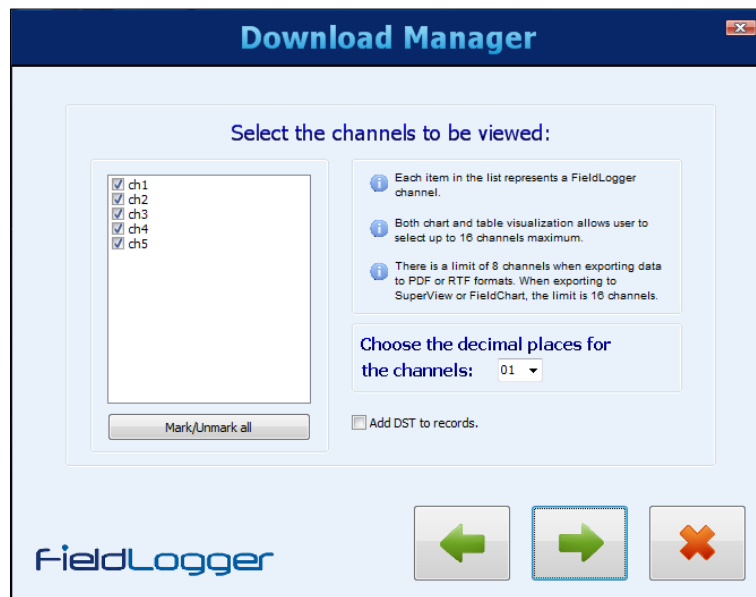 Download Manager
Select the channels to be viewed:
ch1
ch2
ch3
ch4
ch5
Mark/Unmark all
Each item in the list represents a FieldLogger
channel.
Both chart and table visualization allows user to
select up to 16 channels maximum.
There is a limit of 8 channels when exporting data
to PDF or RTF formats. When exporting to
SuperView or FieldChart, the limit is 16 channels.
Choose the decimal places for
the channels: 01
Add DST to records.
FieldLogger